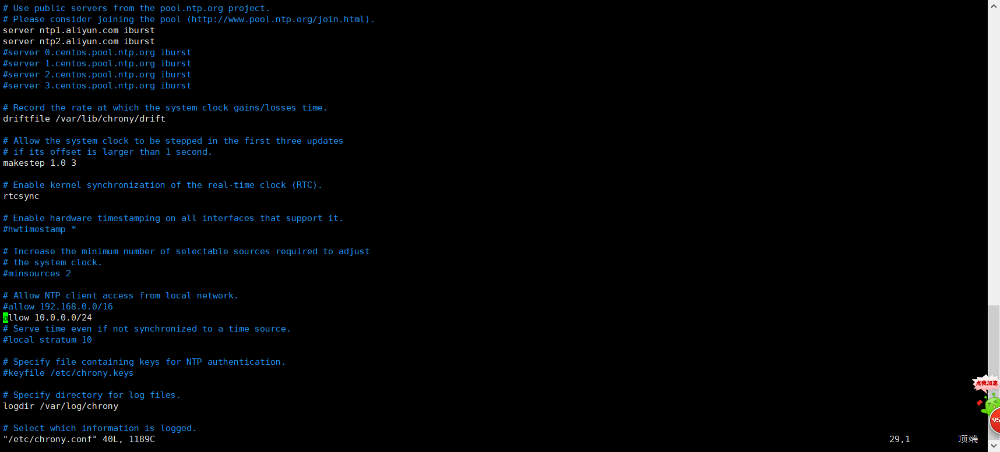 # Use public servers from the pool.ntp.org project.
# Please consider joining the pool (http://www.pool.ntp.org/join.html).
server ntp1.aliyun.com iburst
server ntp2.aliyun.com iburst
#server 0.centos.pool.ntp.org iburst
#server 1.centos.pool.ntp.org iburst
#server 2.centos.pool.ntp.org iburst
#server 3.centos.pool.ntp.org iburst
# Record the rate at which the system clock gains/losses time.
driftfile /var/lib/chrony/drift
# Allow the system clock to be stepped in the first three updates
# if its offset is larger than 1 second.
makestep 1.0 3
# Enable kernel synchronization of the real-time clock (RTC).
rtcsync
# Enable hardware timestamping on all interfaces that support it.
#hwtimestamp *
# Increase the minimum number of selectable sources required to adjust
# the system clock.
#minsources 2
# Allow NTP client access from local network.
#allow 192.168.0.0/16
allow 10.0.0.0/24
# Serve time even if not synchronized to a time source.
#local stratum 10
# Specify file containing keys for NTP authentication.
#keyfile /etc/chrony.keys
# Specify directory for log files.
logdir /var/log/chrony
# Select which information is logged.
"/etc/chrony.conf" 40L, 1189C 29,1 顶端
点我加速
95